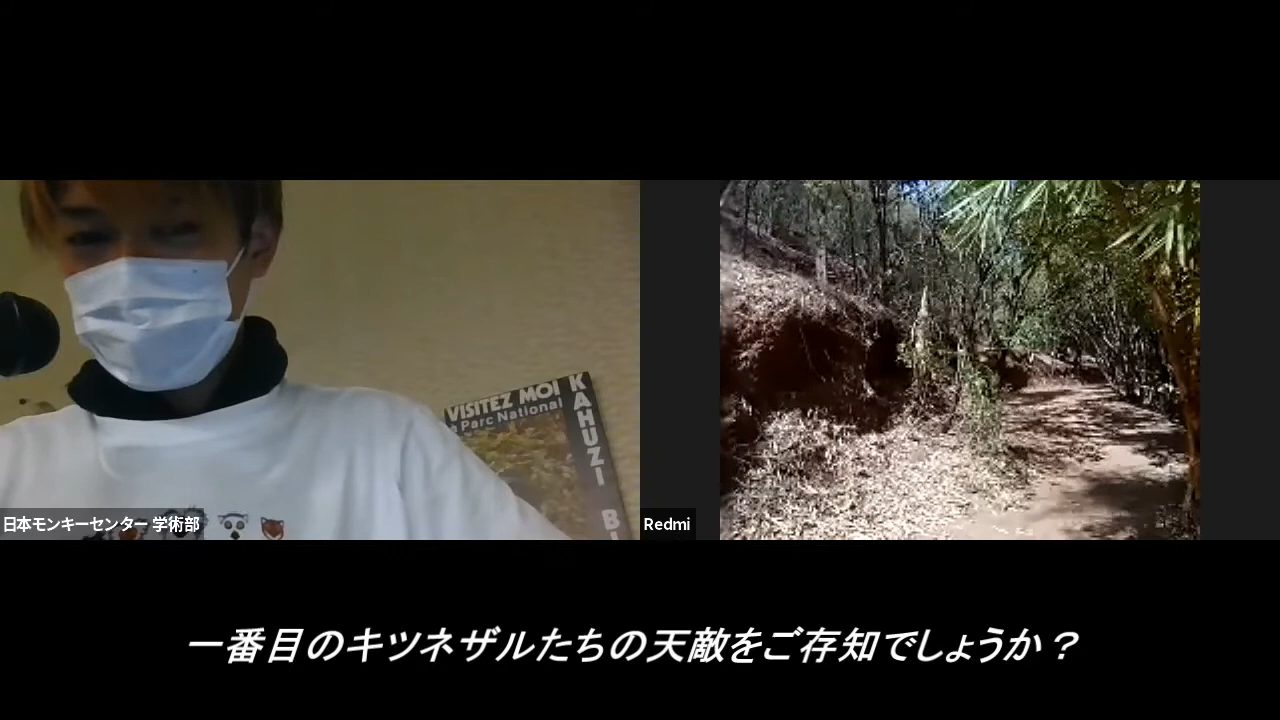 VISITEZ MOI
Parc National
KAHUZI
日本モンキーセンター 学術部
Redmi
一番目のキツネザルたちの天敵をご存知でしょうか？